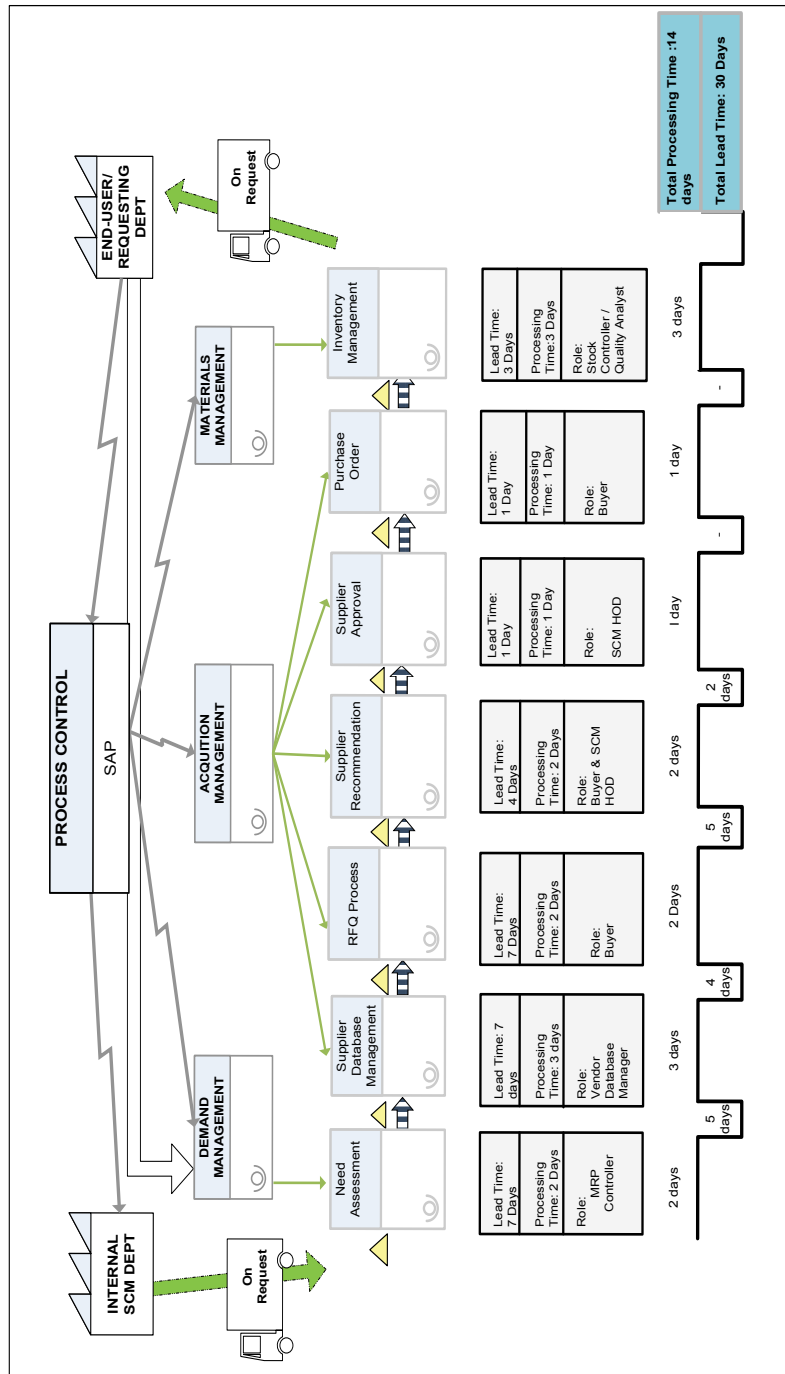 PROCESS CONTROL
SAP
INTERNAL
SCM DEPT
END-USER/
REQUESTING
DEPT
On
Request
On
Request
DEMAND
MANAGEMENT
ACQUITION
MANAGEMENT
MATERIALS
MANAGEMENT
Need
Assessment
Supplier
Database
Management
RFQ Process
Supplier
Recommendation
Supplier
Approval
Purchase
Order
Inventory
Management
Lead Time:
7 Days
Processing
Time: 2 Days
Role:
MRP
Controller
Lead Time: 7
days
Processing
Time: 3 days
Role:
Vendor
Database
Manager
Lead Time:
7 Days
Processing
Time: 2 Days
Role:
Buyer
Lead Time:
4 Days
Processing
Time: 2 Days
Role:
Buyer & SCM
HOD
Lead Time:
1 Day
Processing
Time: 1 Day
Role:
SCM HOD
Lead Time:
1 Day
Processing
Time: 1 Day
Role:
Buyer
Lead Time:
3 Days
Processing
Time:3 Days
Role:
Stock
Controller /
Quality Analyst
2 days
5
days
3 days
4
days
2 Days
5
days
2 days
2
days
I day
-
1 day
-
3 days
Total Processing Time :14
days
Total Lead Time: 30 Days